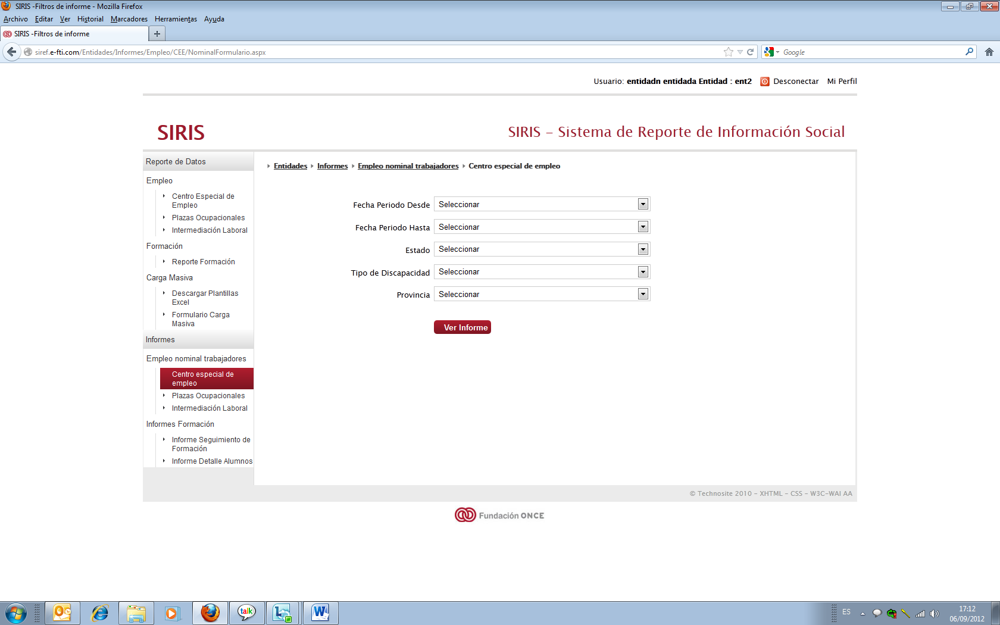 SIRIS -Filtros de informe - Mozilla Firefox
Archivo Editar Ver Historial Marcadores Herramientas Ayuda
SIRIS -Filtros de informe
siref.e-fti.com/Entidades/Informes/Empleo/CEE/NominalFormulario.aspx
Google
Usuario: entidadn entidada Entidad : ent2 Desconectar Mi Perfil
SIRIS
SIRIS - Sistema de Reporte de Información Social
Reporte de Datos
Empleo
Centro Especial de
Empleo
Plazas Ocupacionales
Intermediación Laboral
Formación
Reporte Formación
Carga Masiva
Descargar Plantillas
Excel
Formulario Carga
Masiva
Informes
Empleo nominal trabajadores
Centro especial de
empleo
Plazas Ocupacionales
Intermediación Laboral
Informes Formación
Informe Seguimiento de
Formación
Informe Detalle Alumnos
Entidades Informes Empleo nominal trabajadores Centro especial de empleo
Fecha Periodo Desde Seleccionar
Fecha Periodo Hasta Seleccionar
Estado Seleccionar
Tipo de Discapacidad Seleccionar
Provincia Seleccionar
Ver Informe
© Technosite 2010 - XHTML - CSS - W3C-WAI AA
Fundación ONCE
talk
ES
17:12
06/09/2012